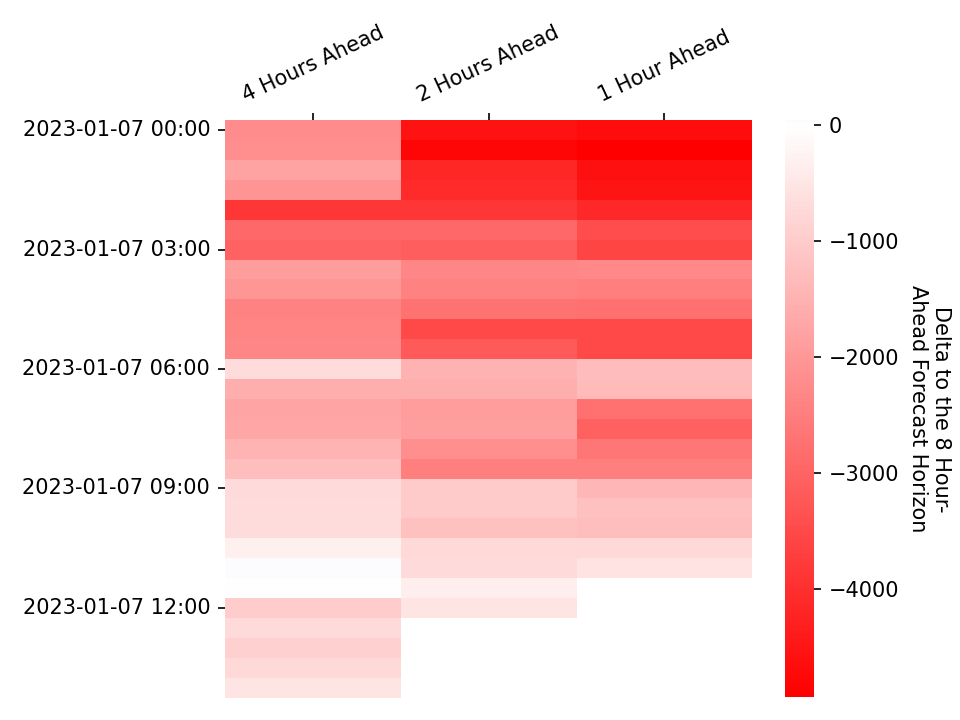 4 Hours Ahead
2 Hours Ahead
1 Hour Ahead
2023-01-07 00:00
2023-01-07 03:00
2023-01-07 06:00
2023-01-07 09:00
2023-01-07 12:00
0
−1000
−2000
−3000
−4000
Delta to the 8 Hour-
Ahead Forecast Horizon